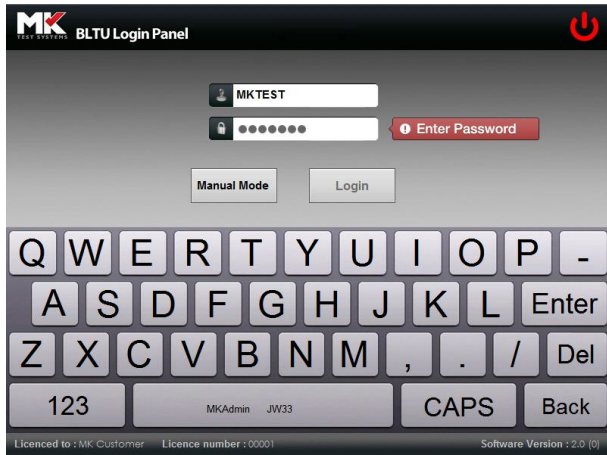 MK
TEST SYSTEMS
BLTU Login Panel
MKTEST
Enter Password
Manual Mode Login
Q W E R T Y U I O P -
A S D F G H J K L Enter
Z X C V B N M , . / Del
123 MKAdmin JW33 CAPS Back
Licenced to : MK Customer Licence number : 00001 Software Version : 2.0 (0)